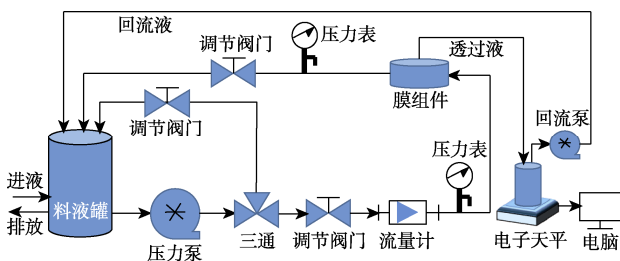 回流液
调节阀门
压力表
透过液
膜组件
回流泵
调节阀门
压力表
进液
料液罐
排放
压力泵
三通
调节阀门
流量计
电子天平
电脑